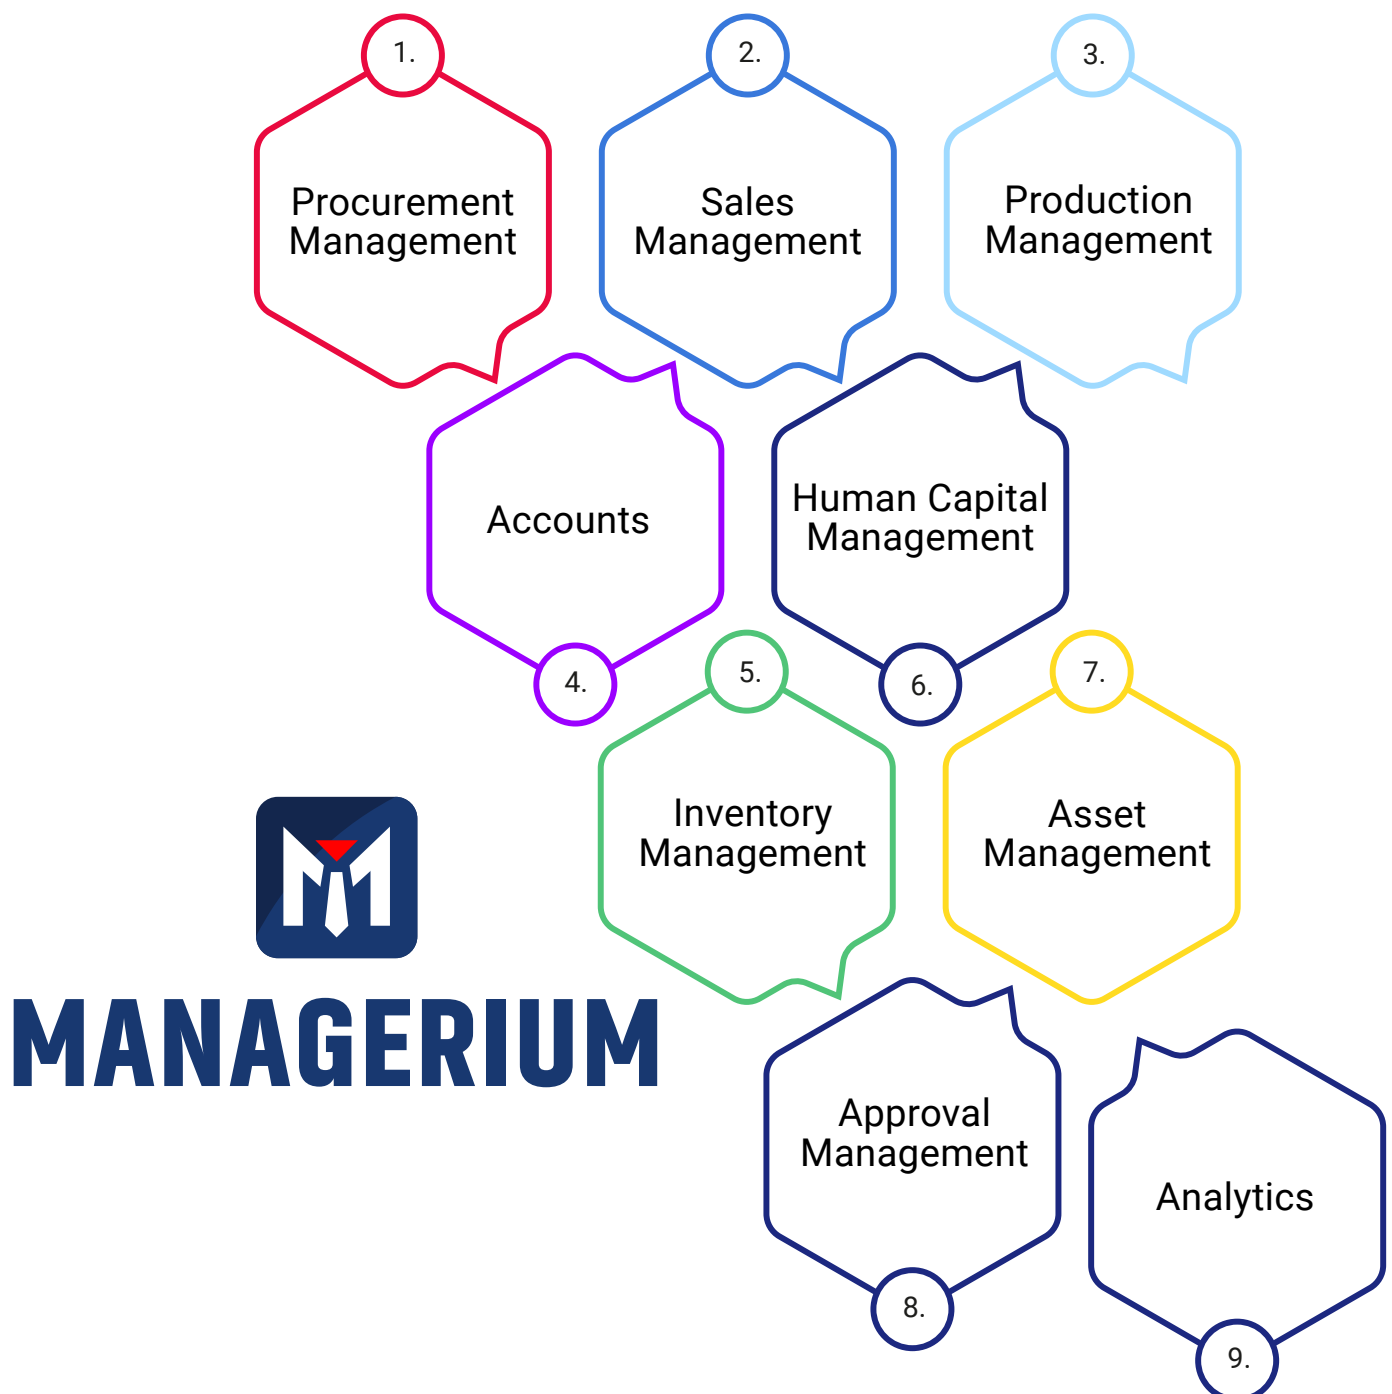 1.
Procurement
Management
2.
Sales
Management
3.
Production
Management
Accounts
4.
Human Capital
Management
6.
5.
Inventory
Management
7.
Asset
Management
MANAGERIUM
Approval
Management
8.
Analytics
9.